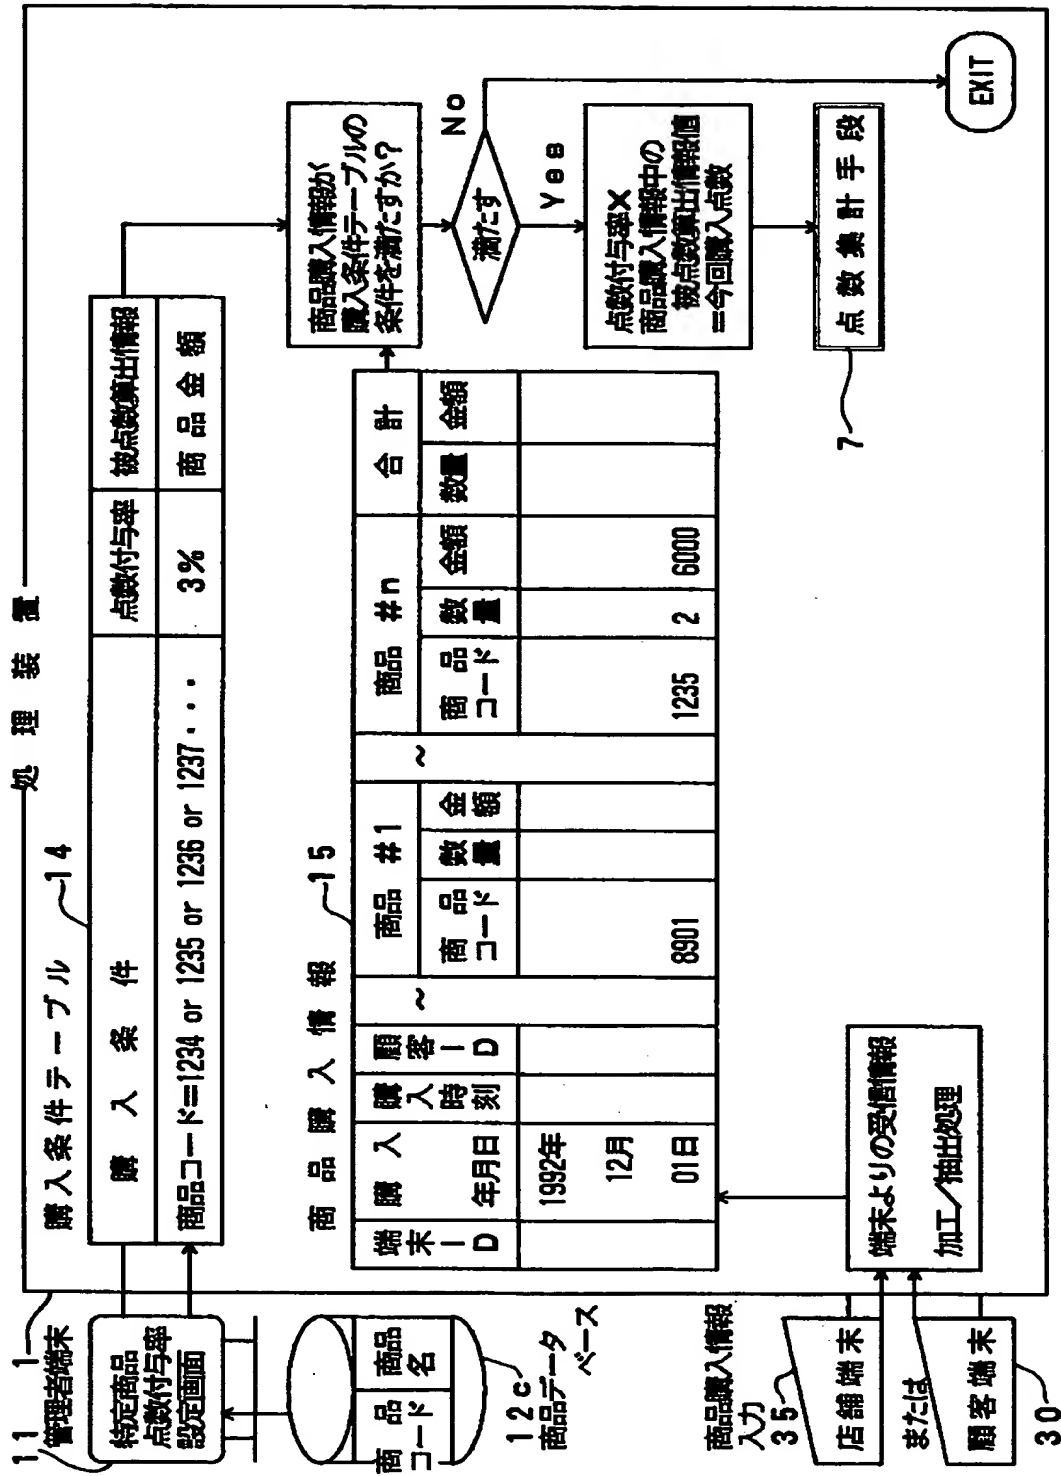 処理装置
1
11
管理者端末
特定商品
点数付与率
設定画面
購入条件テーブル
14
購入条件
点数付与率
被点数算出情報
商品コード=1234 or 1235 or 1236 or 1237・・・
3%
商品金額
商品
コード
商品
名
12c
商品データ
ベース
商品購入情報
15
端末ID
購入
年月日
購入時刻
顧客ID
~
商品 #1
商品
コード
数量
金額
~
商品 #n
商品
コード
数量
金額
合計
数量
金額
1992年
12月
01日
8901
1235
2
6000
商品購入情報が
購入条件テーブルの
条件を満たすか?
満たす
No
Yes
点数付与率×
商品購入情報中の
被点数算出情報値
=今回購入点数
点数集計手段
7
EXIT
商品購入情報
入力
35
店舗端末
または
顧客端末
30
端末よりの受信情報
加工/抽出処理